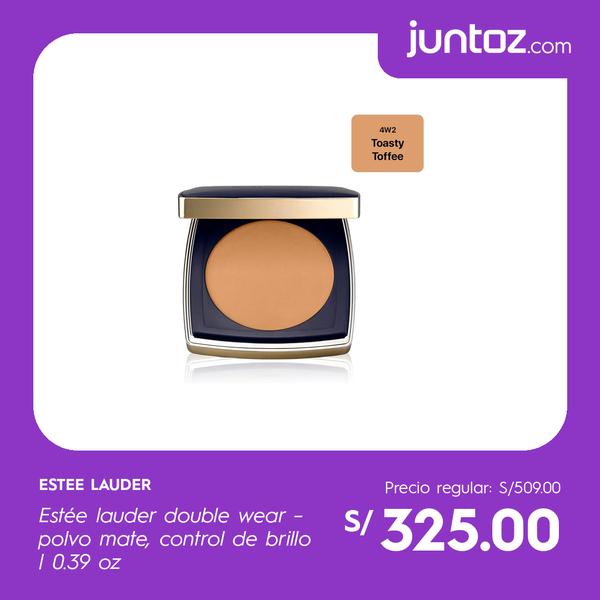 juntoz.com
4W2
Toasty
Toffee
ESTEE LAUDER
Estée lauder double wear –
polvo mate, control de brillo
| 0.39 oz
Precio regular: S/509.00
S/ 325.00